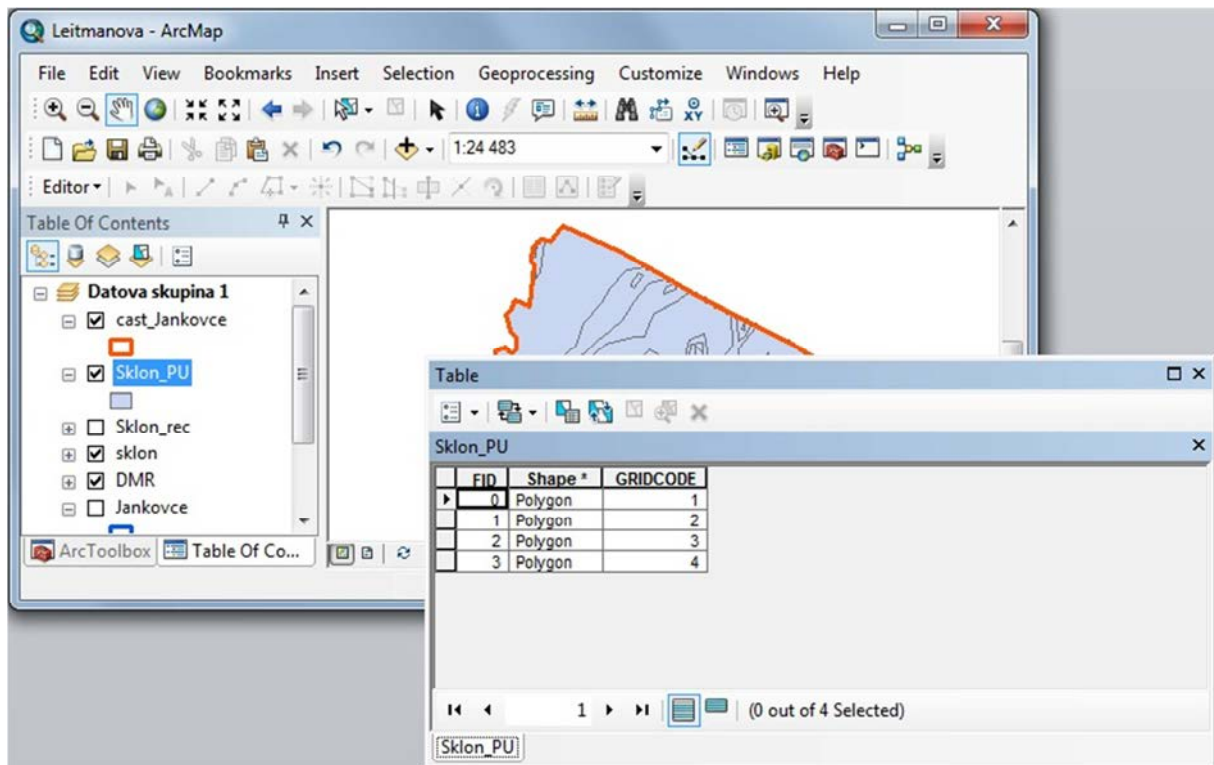 Leitmanova - ArcMap
File Edit View Bookmarks Insert Selection Geoprocessing Customize Windows Help
XY
1:24 483
Editor
Table Of Contents
Datova skupina 1
cast_Jankovce
Sklon_PU
Sklon_rec
sklon
DMR
Jankovce
ArcToolbox Table Of Co...
Table
Sklon_PU
FID Shape * GRIDCODE
0 Polygon 1
1 Polygon 2
2 Polygon 3
3 Polygon 4
1 (0 out of 4 Selected)
Sklon_PU